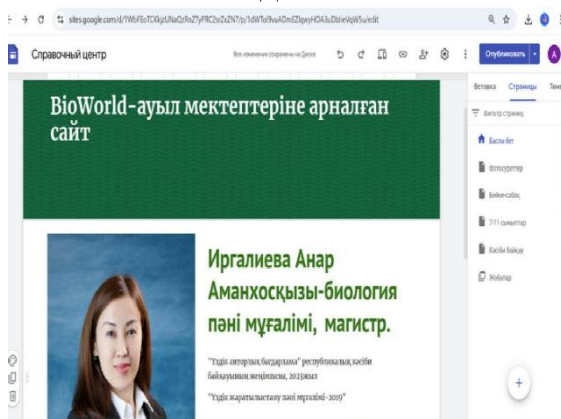 sites.google.com/d/
Справочный центр
Все изменения сохранены на Диске
Опубликовать
A
Вставка Страницы Темы
Фильтр страниц
BioWorld-ауыл мектептеріне арналған
сайт
Басты бет
Фотосуреттер
Бейне-сабақ
7-11 сыныптар
Кәсіби байқау
Жобалар
Иргалиева Анар
Аманхосқызы-биология
пәні мұғалімі, магистр.
"Үздік авторлық бағдарлама" республикалық кәсіби
байқауының жеңімпазы, 2023жыл
"Үздік жаратылыстану пәні мұғалімі-2019"